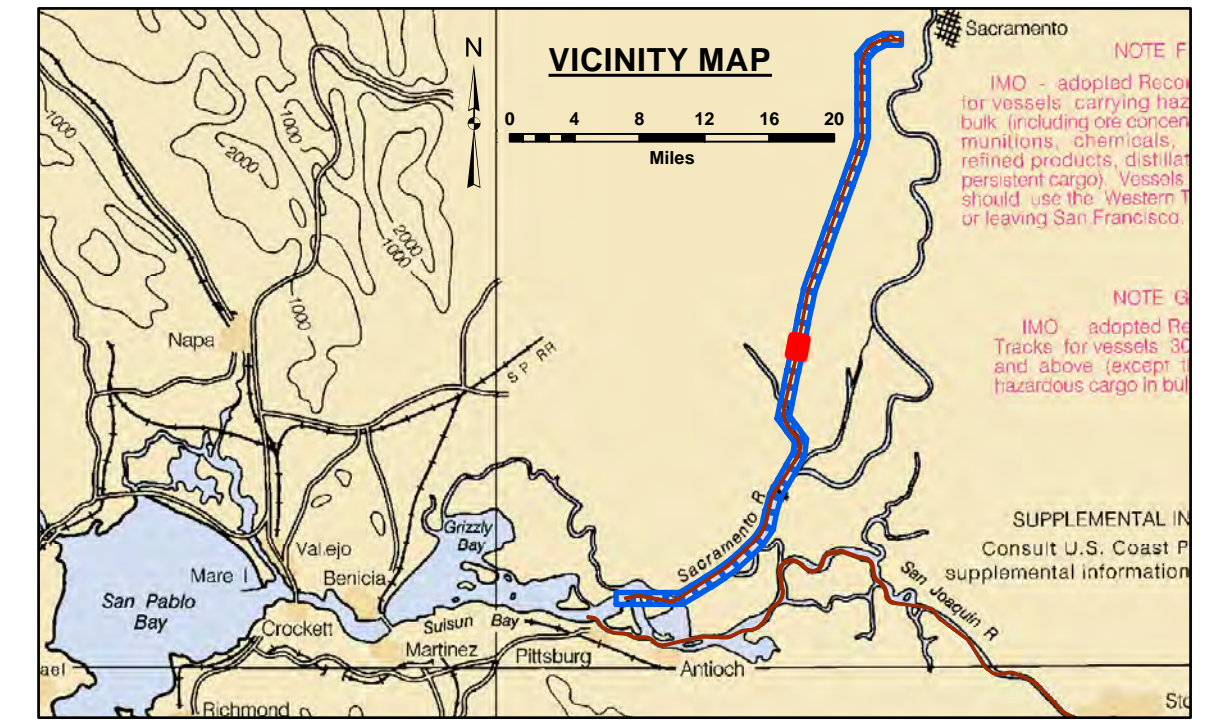 VICINITY MAP
N
0 4 8 12 16 20
Miles
Sacramento
NOTE F
IMO - adopted Recor
for vessels carrying haz
bulk (including ore concen
munitions, chemicals,
refined products, distillat
persistent cargo). Vessels
should use the Western T
or leaving San Francisco.
NOTE G
IMO - adopted Re
Tracks for vessels 30
and above (except t
hazardous cargo in bul
SUPPLEMENTAL IN
Consult U.S. Coast P
supplemental information
1000
2000
1000
2000
2000
1000
1000
Napa
S P RR
Vallejo
Mare I
Benicia
Grizzly
Bay
San Pablo
Bay
Crockett
Suisun Bay
Martinez
Pittsburg
Antioch
Sacramento R
San Joaquin R
ael
Richmond
Sto